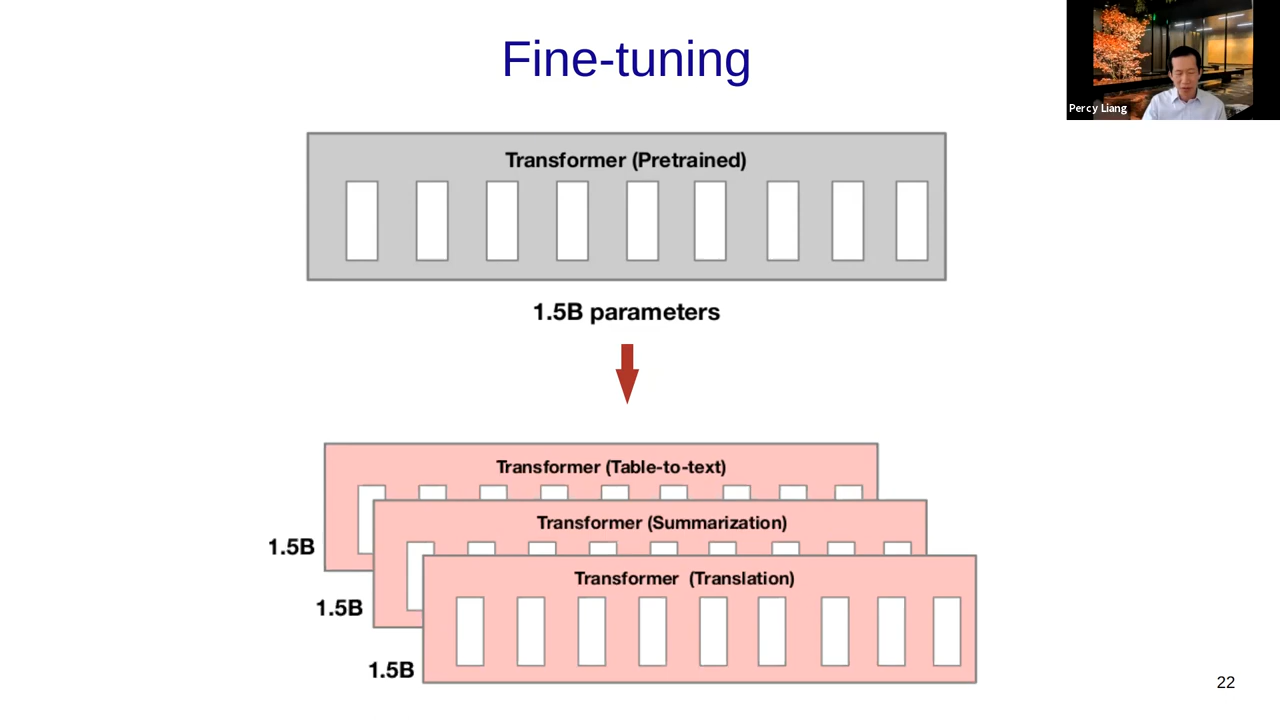 Fine-tuning
Percy Liang
Transformer (Pretrained)
1.5B parameters
Transformer (Table-to-text)
1.5B
Transformer (Summarization)
1.5B
Transformer (Translation)
1.5B
22